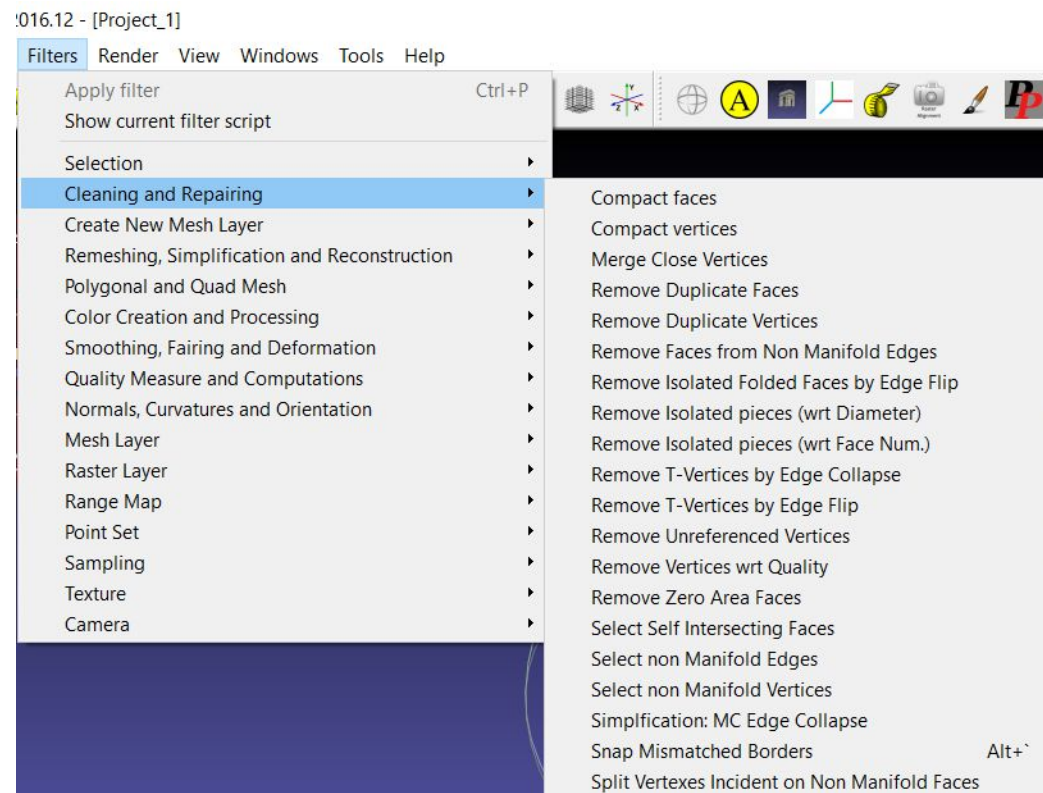 2016.12 - [Project_1]
Filters Render View Windows Tools Help
Apply filter Ctrl+P
Show current filter script
Selection
Cleaning and Repairing
Create New Mesh Layer
Remeshing, Simplification and Reconstruction
Polygonal and Quad Mesh
Color Creation and Processing
Smoothing, Fairing and Deformation
Quality Measure and Computations
Normals, Curvatures and Orientation
Mesh Layer
Raster Layer
Range Map
Point Set
Sampling
Texture
Camera
Y
Z X
A
Raster
Alignment
PP
Compact faces
Compact vertices
Merge Close Vertices
Remove Duplicate Faces
Remove Duplicate Vertices
Remove Faces from Non Manifold Edges
Remove Isolated Folded Faces by Edge Flip
Remove Isolated pieces (wrt Diameter)
Remove Isolated pieces (wrt Face Num.)
Remove T-Vertices by Edge Collapse
Remove T-Vertices by Edge Flip
Remove Unreferenced Vertices
Remove Vertices wrt Quality
Remove Zero Area Faces
Select Self Intersecting Faces
Select non Manifold Edges
Select non Manifold Vertices
Simplfication: MC Edge Collapse
Snap Mismatched Borders Alt+`
Split Vertexes Incident on Non Manifold Faces